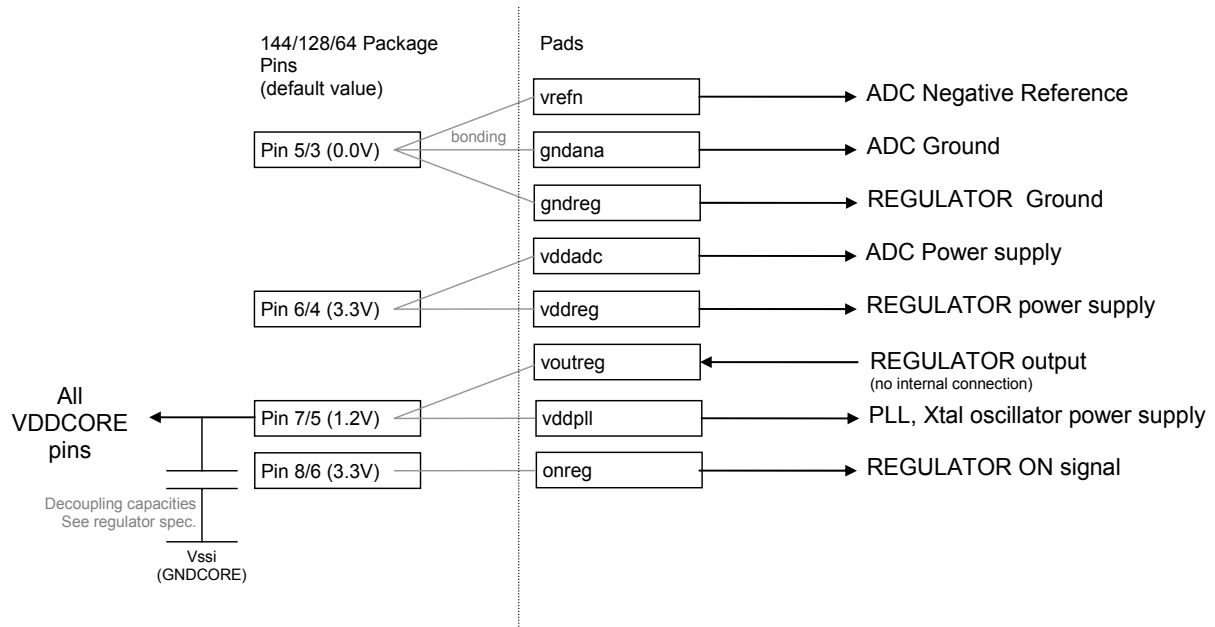 144/128/64 Package
Pins
(default value)
Pads
vrefn
ADC Negative Reference
bonding
Pin 5/3 (0.0V)
gndana
ADC Ground
gndreg
REGULATOR Ground
vddadc
ADC Power supply
Pin 6/4 (3.3V)
vddreg
REGULATOR power supply
voutreg
REGULATOR output
(no internal connection)
All
VDDCORE
pins
Pin 7/5 (1.2V)
vddpll
PLL, Xtal oscillator power supply
Pin 8/6 (3.3V)
onreg
REGULATOR ON signal
Decoupling capacities
See regulator spec.
Vssi
(GNDCORE)